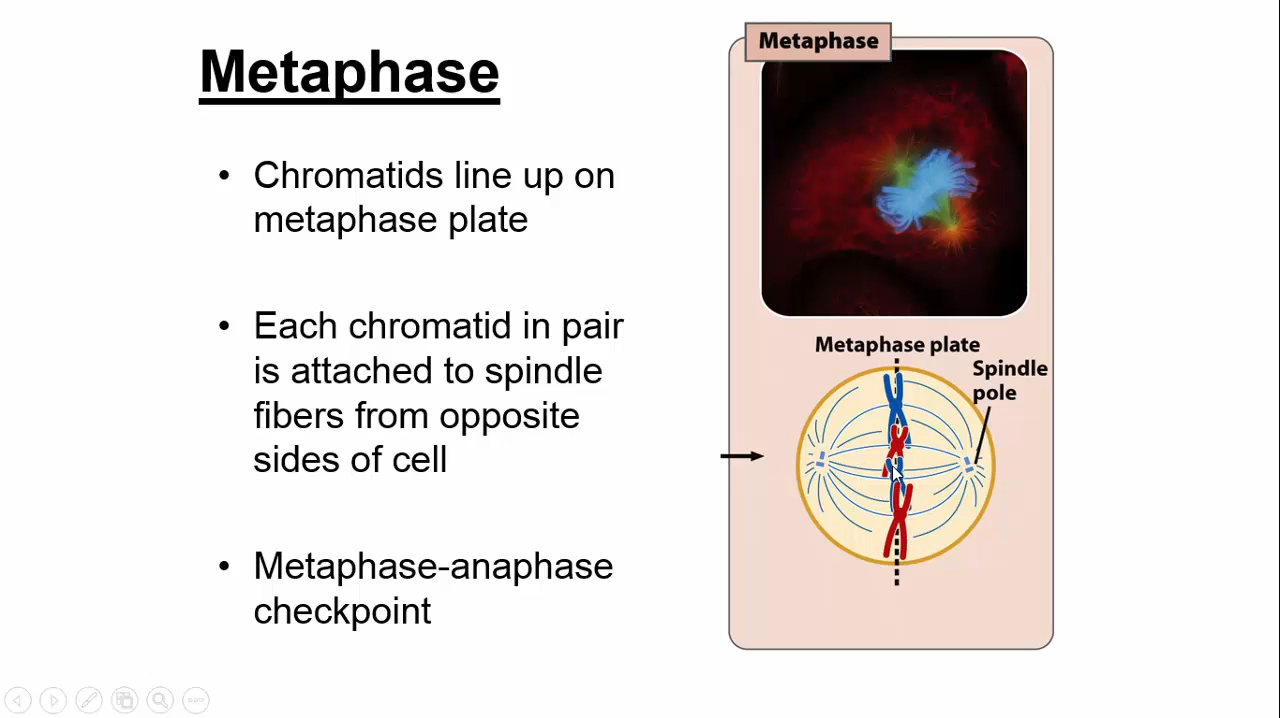 Metaphase
• Chromatids line up on
metaphase plate
• Each chromatid in pair
is attached to spindle
fibers from opposite
sides of cell
• Metaphase-anaphase
checkpoint
Metaphase
Metaphase plate
Spindle
pole